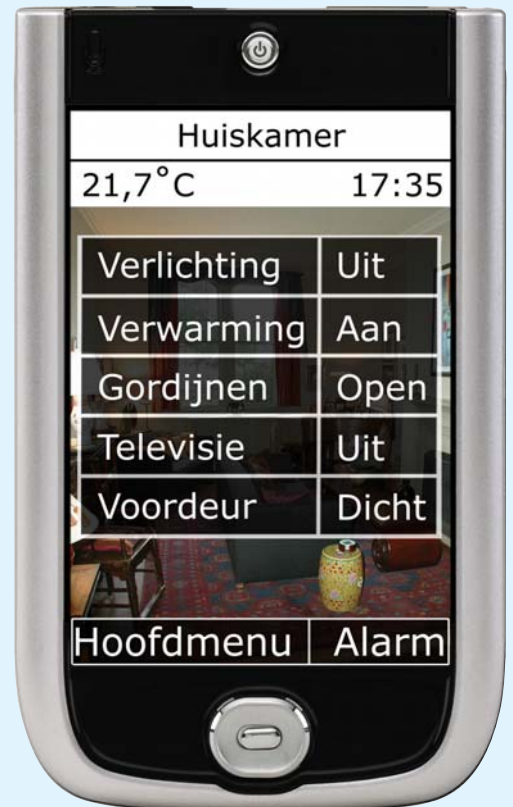 Huiskamer
21,7°C 17:35
Verlichting Uit
Verwarming Aan
Gordijnen Open
Televisie Uit
Voordeur Dicht
Hoofdmenu Alarm